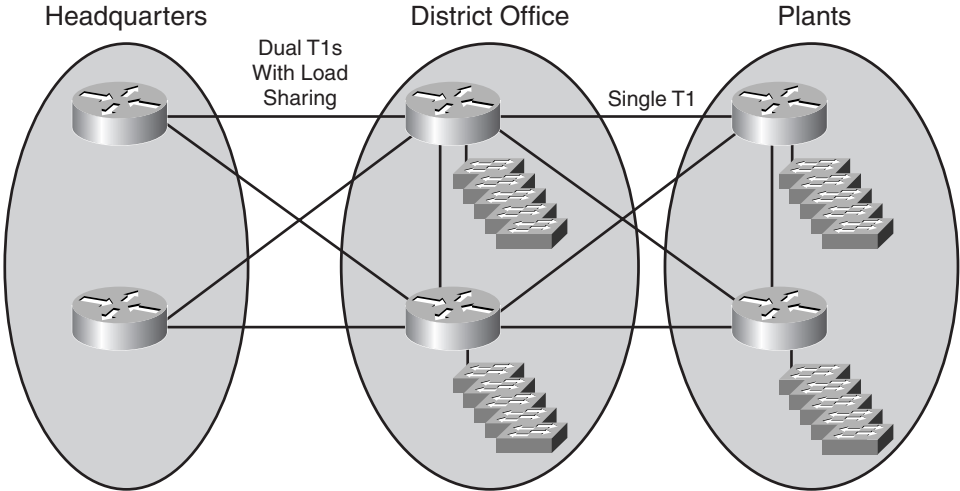 Headquarters
District Office
Plants
Dual T1s
With Load
Sharing
Single T1